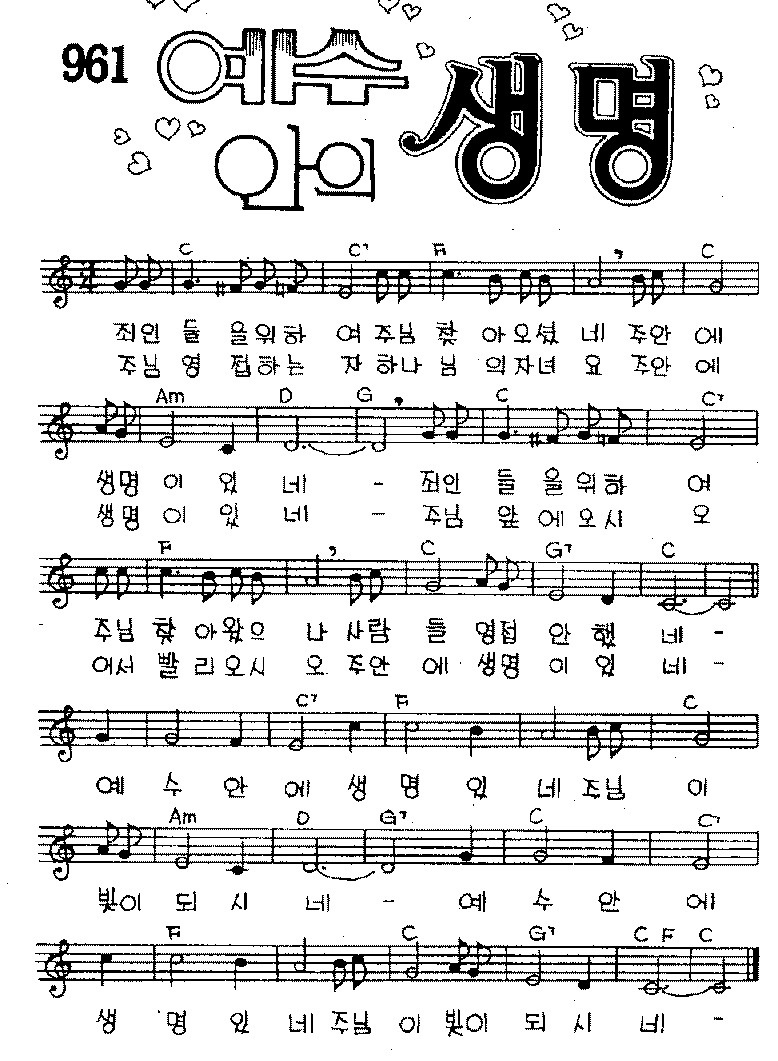 961 예수 안의 생명
C C7 F C
죄인 들 을위하 여 주님 찾 아오셨 네 주안 에
주님 영 접하는 자 하나 님 의자녀 요 주안 에
Am D G C C7
생명 이 있 네 - 죄인 들 을위하 여
생명 이 있 네 - 주님 앞 에오시 오
F C G7 C
주님 찾 아왔으 나 사람 들 영접 안 했 네 -
어서 빨 리오시 오 주안 에 생명 이 있 네 -
C7 F C
예 수 안 에 생 명 있 네 주님 이
Am D G7 C C7
빛이 되 시 네 - 예 수 안 에
F C G7 C F C
생 명 있 네 주님 이 빛이 되 시 네 -